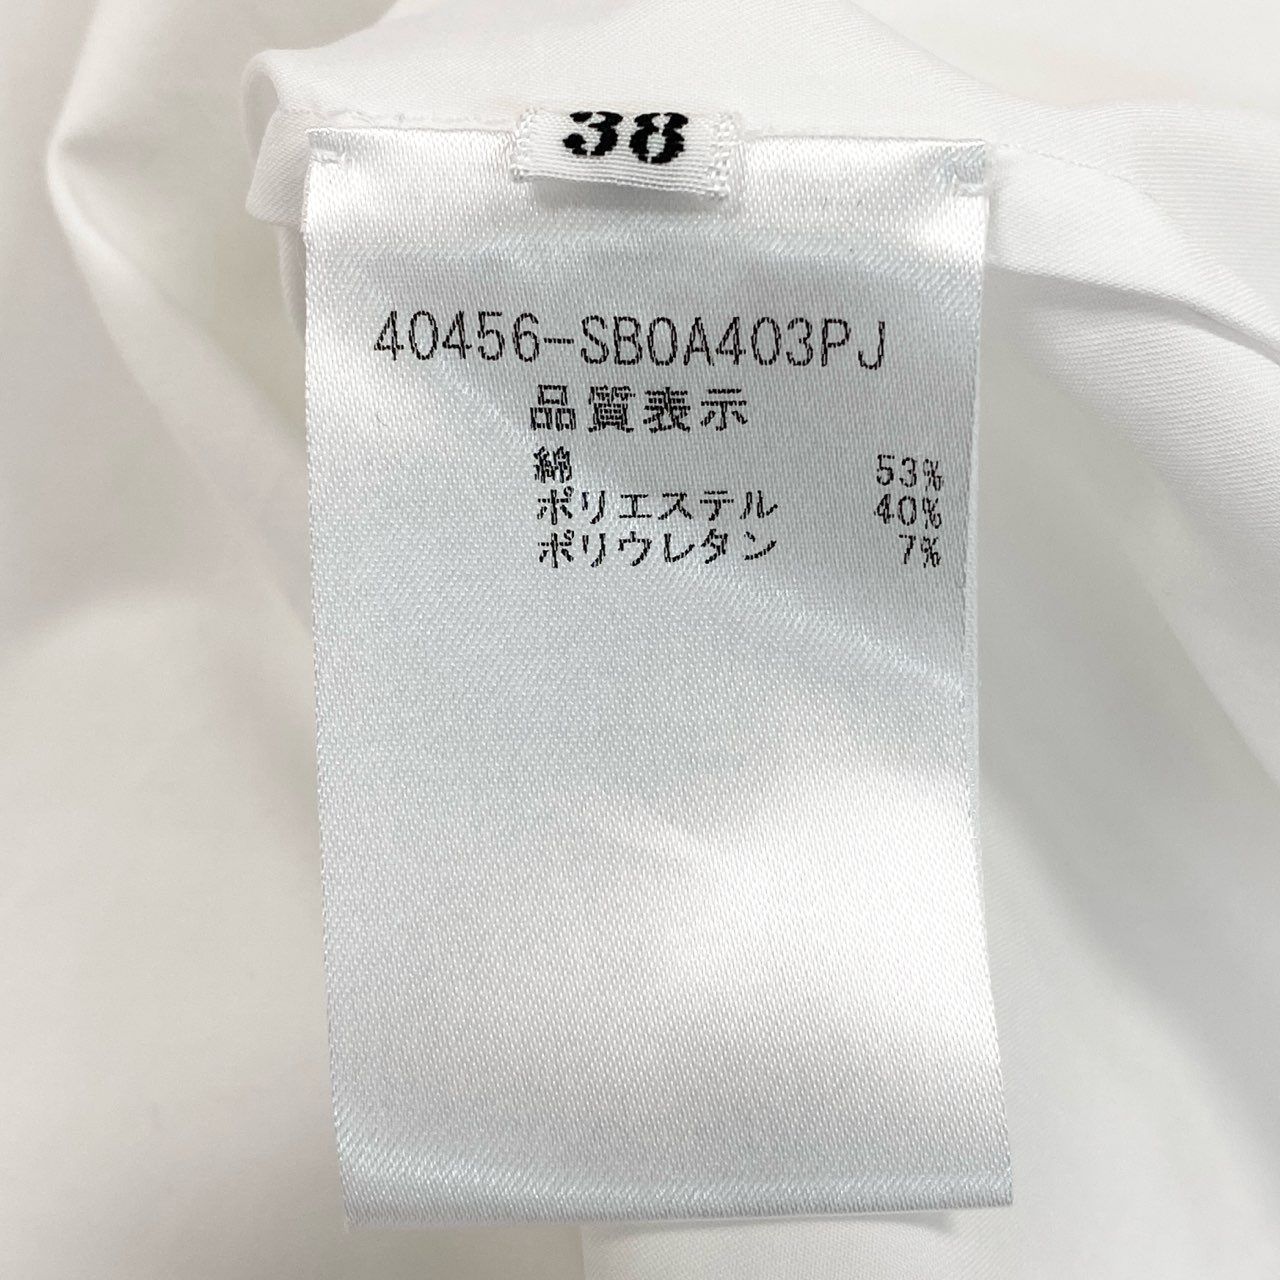 38
40456-SB0A403PJ
品質表示
綿 53%
ポリエステル 40%
ポリウレタン 7%